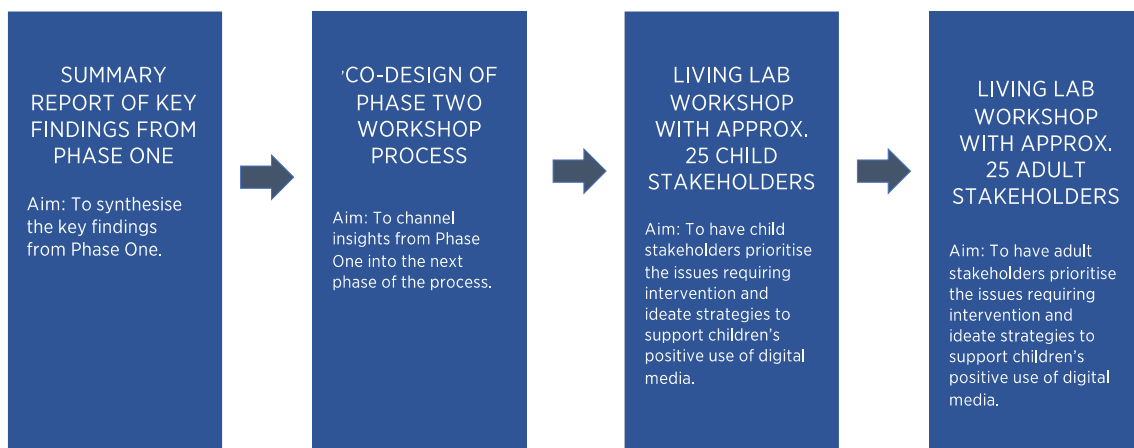 SUMMARY
REPORT OF KEY
FINDINGS FROM
PHASE ONE
Aim: To synthesise
the key findings
from Phase One.
'CO-DESIGN OF
PHASE TWO
WORKSHOP
PROCESS
Aim: To channel
insights from Phase
One into the next
phase of the process.
LIVING LAB
WORKSHOP
WITH APPROX.
25 CHILD
STAKEHOLDERS
Aim: To have child
stakeholders prioritise
the issues requiring
intervention and
ideate strategies to
support children's
positive use of digital
media.
LIVING LAB
WORKSHOP
WITH APPROX.
25 ADULT
STAKEHOLDERS
Aim: To have adult
stakeholders prioritise
the issues requiring
intervention and
ideate strategies to
support children's
positive use of digital
media.